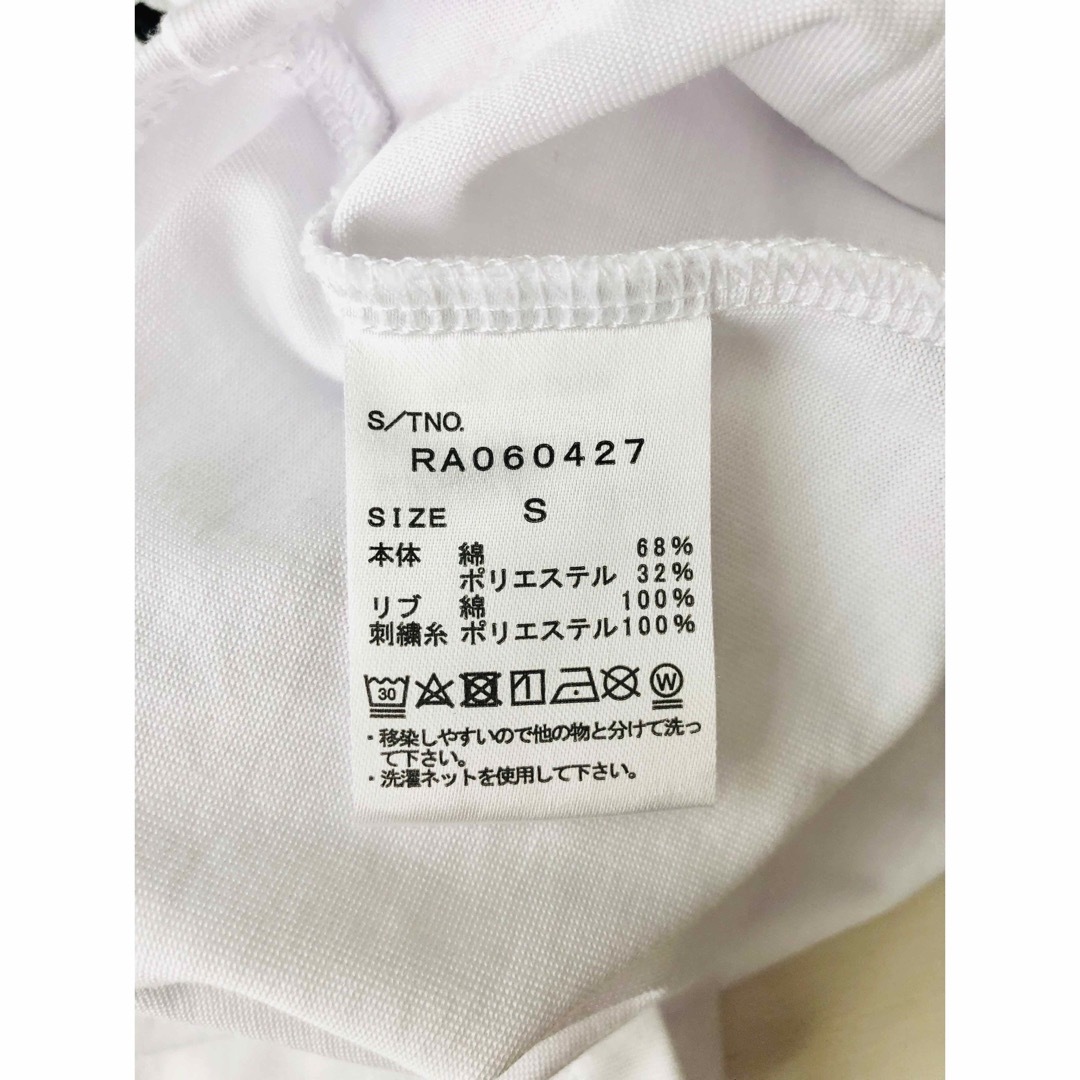 S/TNO.
RA060427
SIZE S
本体 綿 68%
ポリエステル 32%
リブ 綿 100%
刺繍糸 ポリエステル100%
30 W
・移染しやすいので他の物と分けて洗っ
て下さい。
・洗濯ネットを使用して下さい。